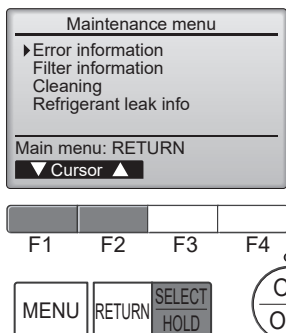 Maintenance menu
Error information
Filter information
Cleaning
Refrigerant leak info
Main menu: RETURN
▼ Cursor ▲
F1 F2 F3 F4
MENU RETURN SELECT
HOLD